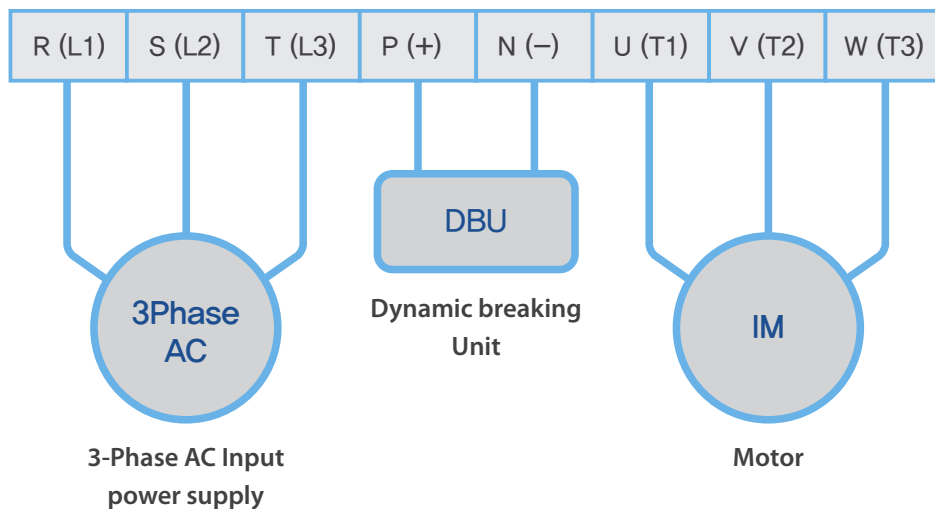 R (L1) S (L2) T (L3) P (+) N (−) U (T1) V (T2) W (T3)
DBU
3Phase
AC
IM
Dynamic breaking
Unit
3-Phase AC Input
power supply
Motor